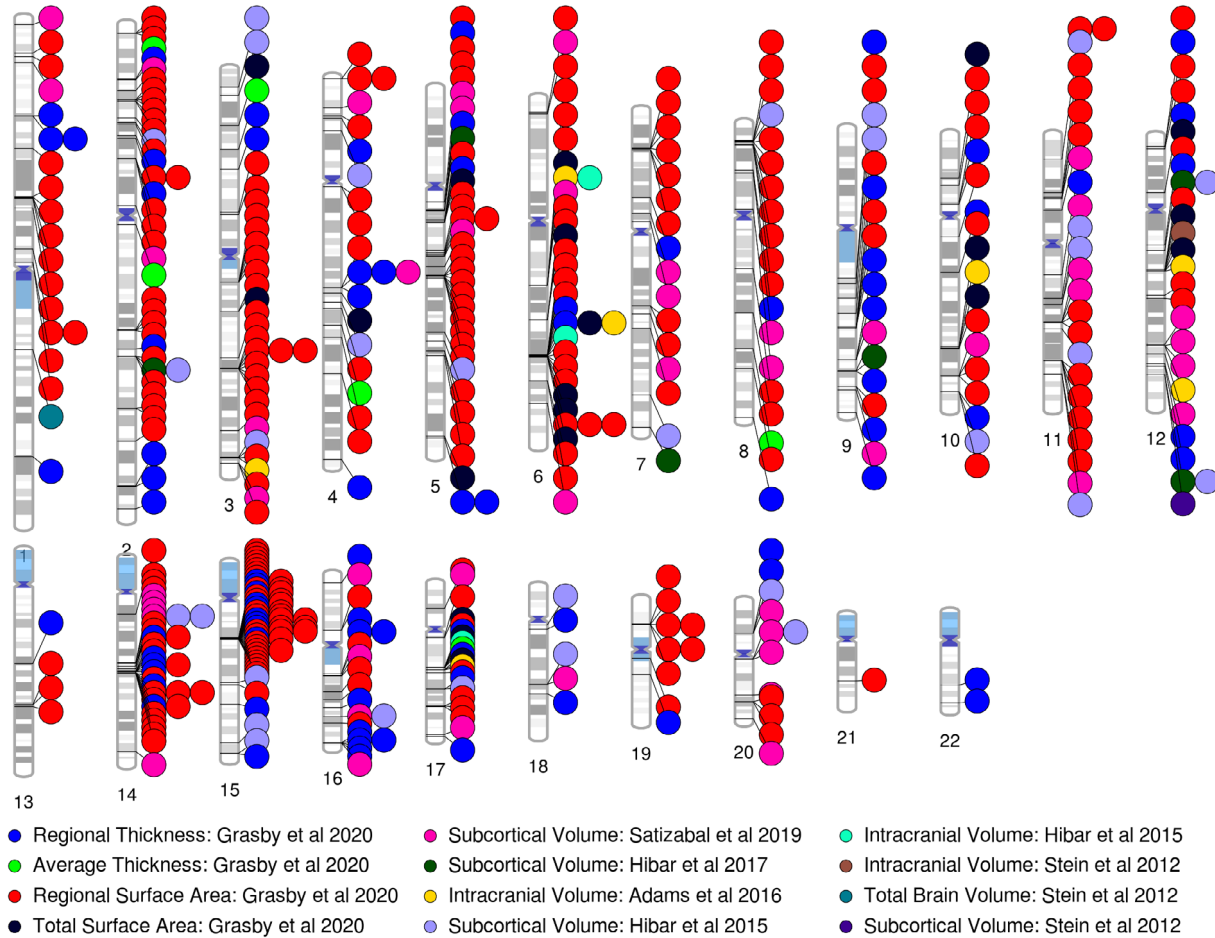 1 2 3 4 5 6 7 8 9 10 11 12
13 14 15 16 17 18 19 20 21 22
Regional Thickness: Grasby et al 2020
Average Thickness: Grasby et al 2020
Regional Surface Area: Grasby et al 2020
Total Surface Area: Grasby et al 2020
Subcortical Volume: Satizabal et al 2019
Subcortical Volume: Hibar et al 2017
Intracranial Volume: Adams et al 2016
Subcortical Volume: Hibar et al 2015
Intracranial Volume: Hibar et al 2015
Intracranial Volume: Stein et al 2012
Total Brain Volume: Stein et al 2012
Subcortical Volume: Stein et al 2012